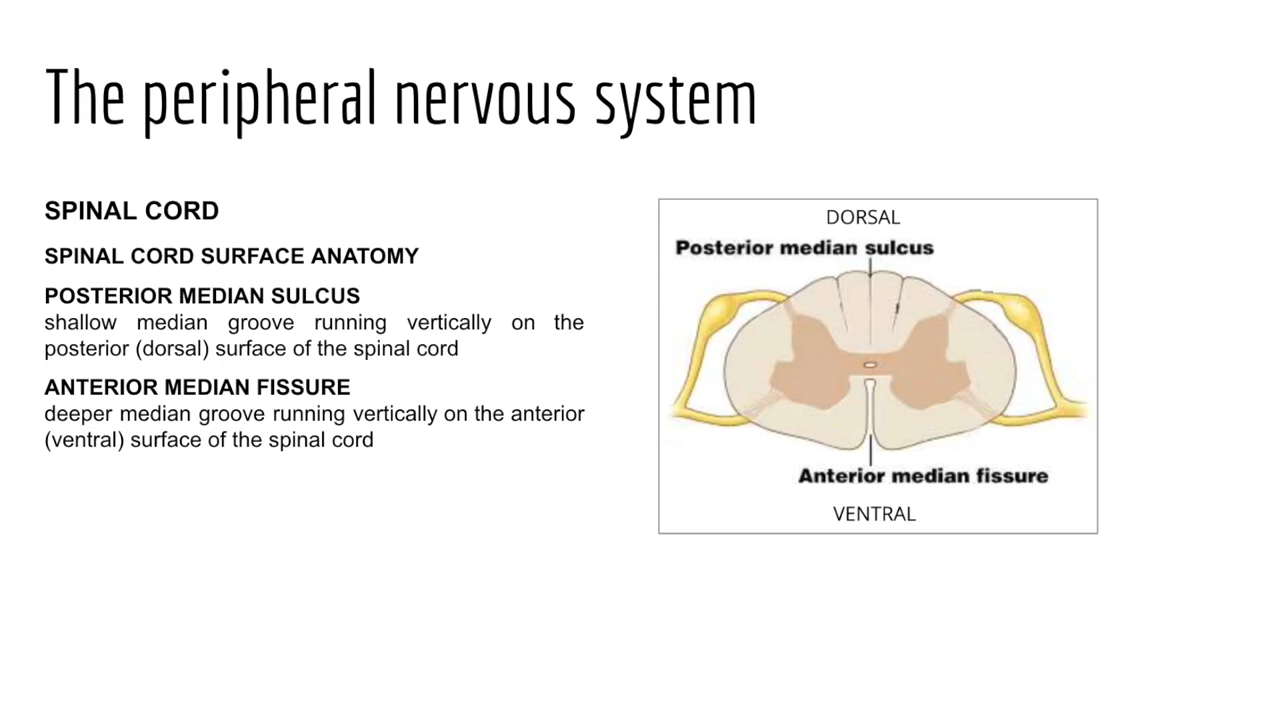 The peripheral nervous system
SPINAL CORD
SPINAL CORD SURFACE ANATOMY
POSTERIOR MEDIAN SULCUS
shallow median groove running vertically on the
posterior (dorsal) surface of the spinal cord
ANTERIOR MEDIAN FISSURE
deeper median groove running vertically on the anterior
(ventral) surface of the spinal cord
DORSAL
Posterior median sulcus
Anterior median fissure
VENTRAL